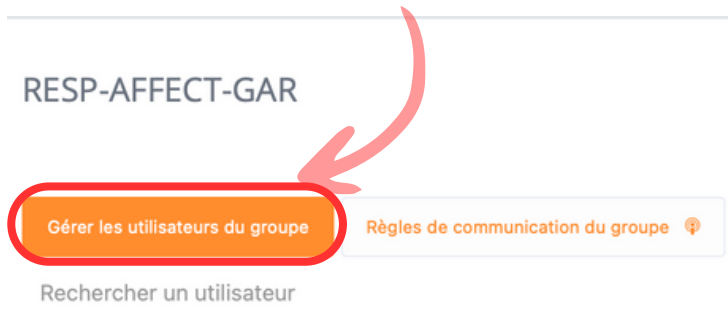 RESP-AFFECT-GAR
Gérer les utilisateurs du groupe
Règles de communication du groupe
Rechercher un utilisateur